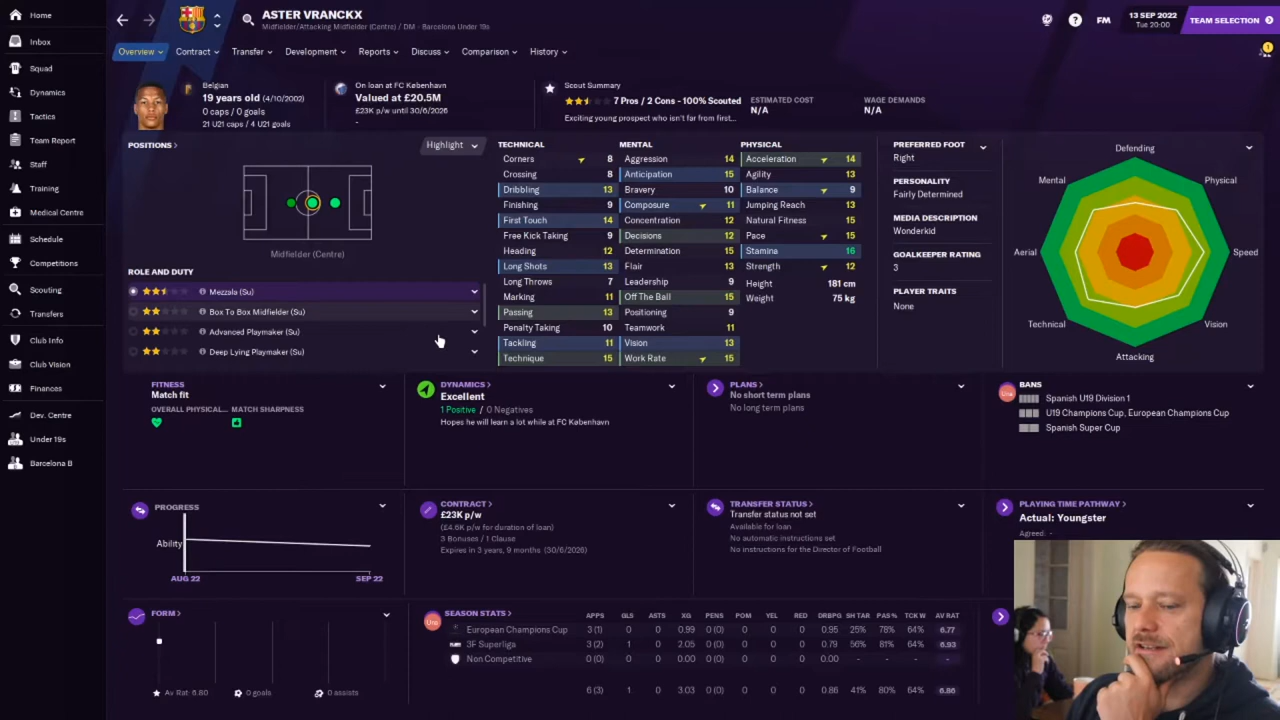 Home
Inbox
Squad
Dynamics
Tactics
Team Report
Staff
Training
Medical Centre
Schedule
Competitions
Scouting
Transfers
Club Info
Club Vision
Finances
Dev. Centre
Under 19s
Barcelona B
ASTER VRANCKX
Midfielder/Attacking Midfielder (Centre) / DM - Barcelona Under 19s
FM
13 SEP 2022
Tue 20:00
TEAM SELECTION
Overview
Contract
Transfer
Development
Reports
Discuss
Comparison
History
1
Belgian
19 years old (4/10/2002)
0 caps / 0 goals
21 U21 caps / 4 U21 goals
On loan at FC København
Valued at £20.5M
£23K p/w until 30/6/2026
-
Scout Summary
7 Pros / 2 Cons - 100% Scouted
Exciting young prospect who isn't far from first...
ESTIMATED COST
N/A
WAGE DEMANDS
N/A
POSITIONS
Highlight
Midfielder (Centre)
ROLE AND DUTY
Mezzala (Su)
Box To Box Midfielder (Su)
Advanced Playmaker (Su)
Deep Lying Playmaker (Su)
TECHNICAL
Corners 8
Crossing 8
Dribbling 13
Finishing 9
First Touch 14
Free Kick Taking 9
Heading 12
Long Shots 13
Long Throws 7
Marking 11
Passing 13
Penalty Taking 10
Tackling 11
Technique 15
MENTAL
Aggression 14
Anticipation 15
Bravery 10
Composure 11
Concentration 12
Decisions 12
Determination 15
Flair 13
Leadership 9
Off The Ball 15
Positioning 9
Teamwork 11
Vision 13
Work Rate 15
PHYSICAL
Acceleration 14
Agility 13
Balance 9
Jumping Reach 13
Natural Fitness 15
Pace 15
Stamina 16
Strength 12
Height 181 cm
Weight 75 kg
PREFERRED FOOT
Right
PERSONALITY
Fairly Determined
MEDIA DESCRIPTION
Wonderkid
GOALKEEPER RATING
3
PLAYER TRAITS
None
Defending
Physical
Speed
Vision
Attacking
Technical
Aerial
Mental
FITNESS
Match fit
OVERALL PHYSICAL... MATCH SHARPNESS
DYNAMICS
Excellent
1 Positive / 0 Negatives
Hopes he will learn a lot while at FC København
PLANS
No short term plans
No long term plans
Una
BANS
Spanish U19 Division 1
U19 Champions Cup, European Champions Cup
Spanish Super Cup
PROGRESS
Ability
AUG 22
SEP 22
CONTRACT
£23K p/w
(£4.6K p/w for duration of loan)
3 Bonuses / 1 Clause
Expires in 3 years, 9 months (30/6/2026)
TRANSFER STATUS
Transfer status not set
Available for loan
No automatic instructions set
No instructions for the Director of Football
PLAYING TIME PATHWAY
Actual: Youngster
Agreed: -
FORM
Av Rat: 6.80
0 goals
0 assists
Una
SEASON STATS
APPS GLS ASTS XG PENS POM YEL RED DRBPG SH TAR PAS% TCK W AV RAT
European Champions Cup 3 (1) 0 0 0.99 0 (0) 0 0 0 0.95 25% 78% 64% 6.77
3F Superliga 3 (2) 1 0 2.05 0 (0) 0 0 0 0.79 56% 81% 64% 6.93
Non Competitive 0 (0) 0 0 0.00 0 (0) 0 0 0 0.00 - - - -
6 (3) 1 0 3.03 0 (0) 0 0 0 0.86 41% 80% 64% 6.86